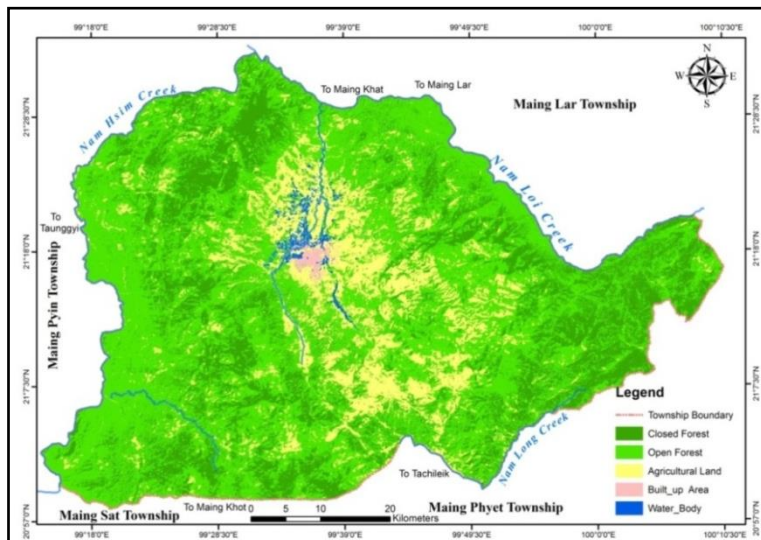 99°18'0"E 99°28'30"E 99°39'0"E 99°49'30"E 100°0'0"E 100°10'30"E
N
W E
S
To Maing Khat
To Maing Lar
Maing Lar Township
Nam Hsim Creek
21°28'30"N
Nam Loi Creek
To
Taunggyi
21°18'0"N
21°18'0"N
Maing Pyin Township
21°7'30"N
21°7'30"N
Legend
Township Boundary
Closed Forest
Open Forest
Agricultural Land
Built_up Area
Water_Body
Nam Long Creek
To Tachileik
To Maing Khot
Maing Sat Township
Maing Phyet Township
0 5 10 20
Kilometers
20°57'0"N
20°57'0"N
99°18'0"E 99°28'30"E 99°39'0"E 99°49'30"E 100°0'0"E 100°10'30"E